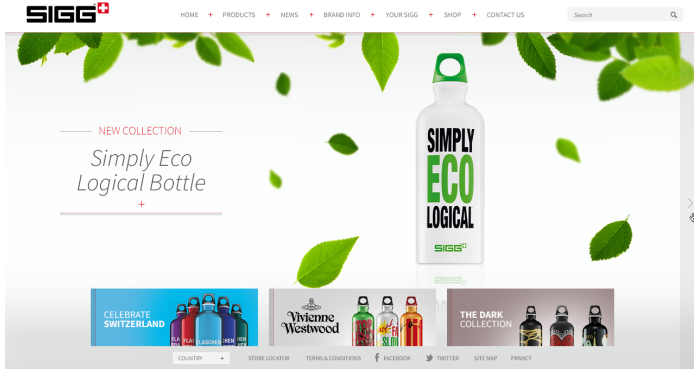 SIGG
HOME + PRODUCTS + NEWS + BRAND INFO + YOUR SIGG + SHOP + CONTACT US
Search
NEW COLLECTION
Simply Eco
Logical Bottle
+
SIMPLY
ECO
LOGICAL
SIGG
CELEBRATE
SWITZERLAND
FLASCHEN
Vivienne
Westwood
THE DARK
COLLECTION
COUNTRY
STORE LOCATOR
TERMS & CONDITIONS
FACEBOOK
TWITTER
SITE MAP
PRIVACY